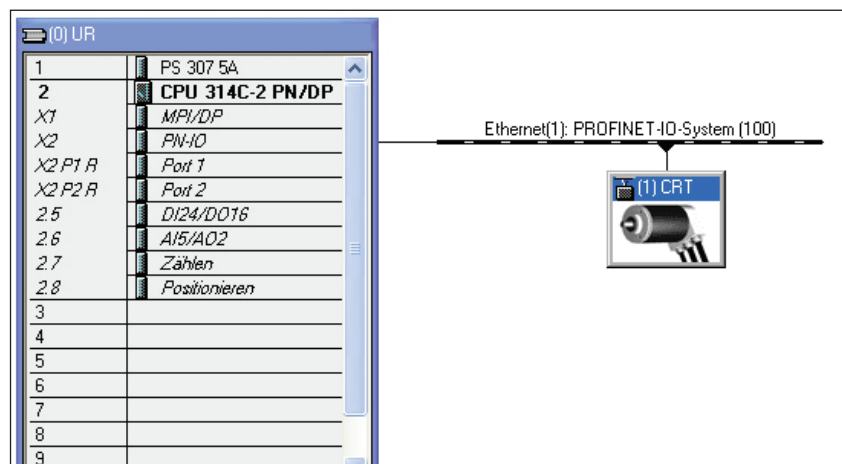 (0) UR
1 PS 307 5A
2 CPU 314C-2 PN/DP
X1 MPI/DP
X2 PN-IO
X2 P1 R Port 1
X2 P2 R Port 2
2.5 DI24/DO16
2.6 AI5/AO2
2.7 Zählen
2.8 Positionieren
3
4
5
6
7
8
9
Ethernet(1): PROFINET-IO-System (100)
(1) CRT